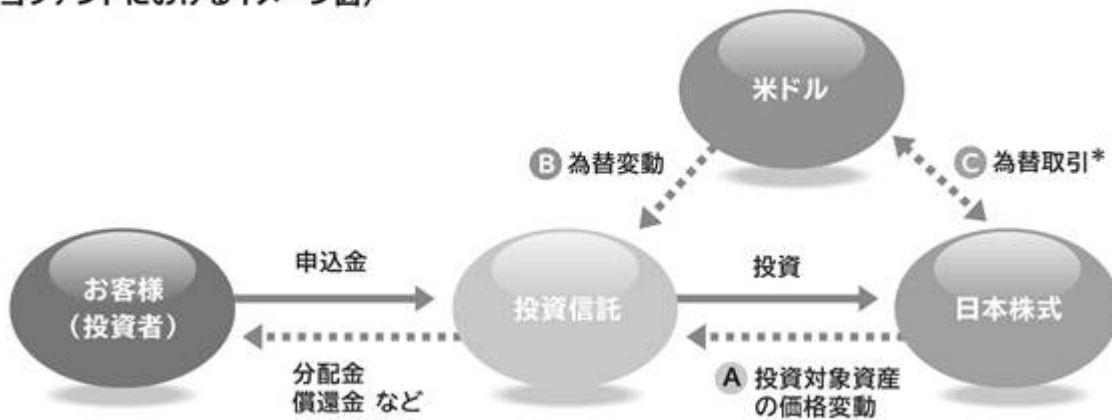 米ドル
B 為替変動
C 為替取引*
申込金
投資
お客様
（投資者）
投資信託
日本株式
分配金
償還金 など
A 投資対象資産
の価格変動